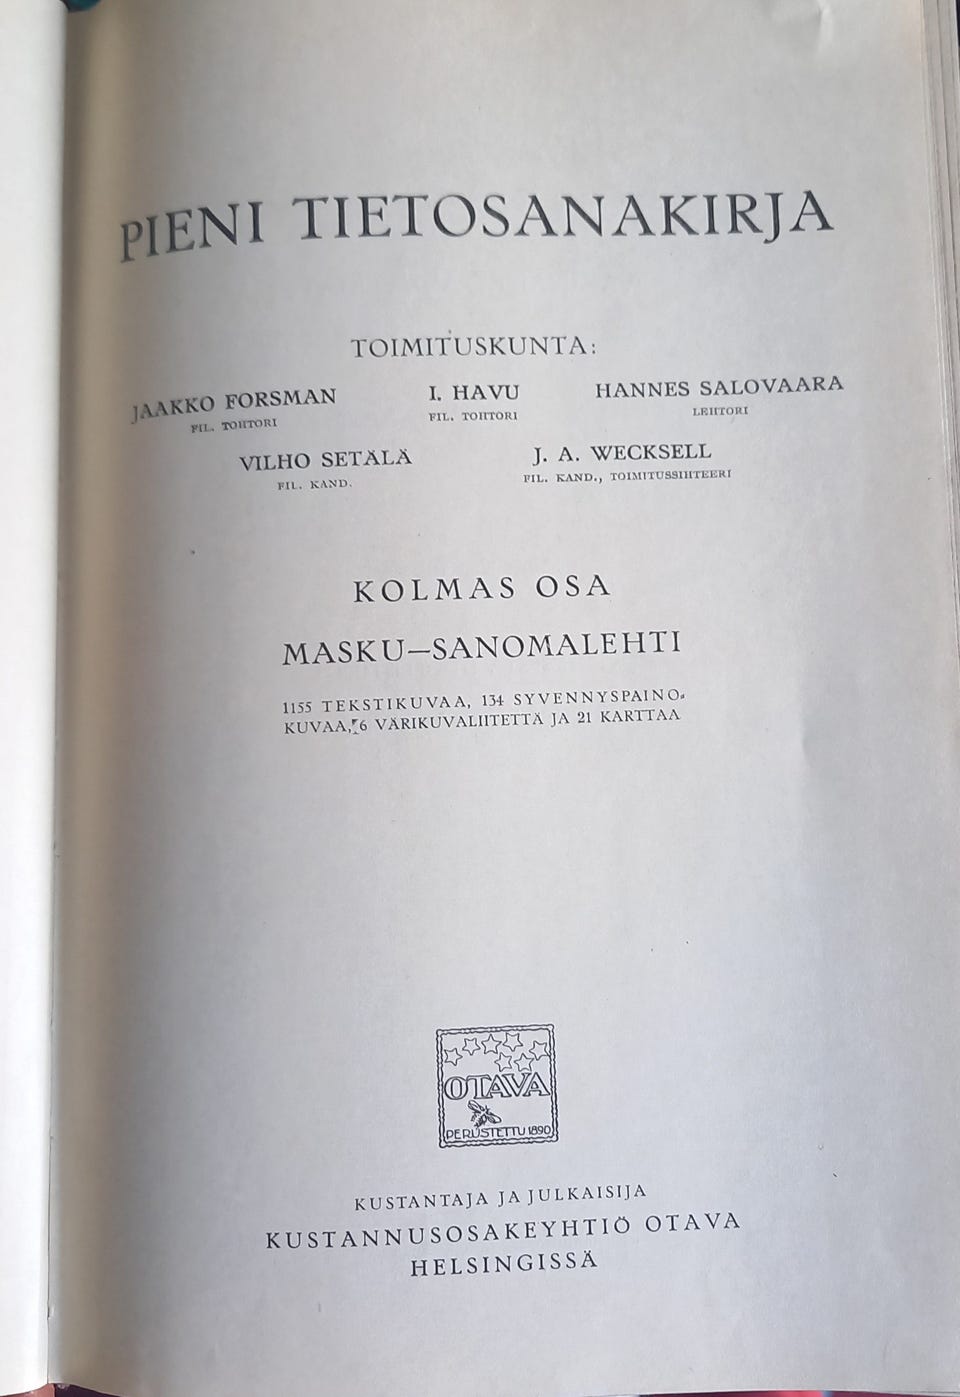 PIENI TIETOSANAKIRJA
TOIMITUSKUNTA:
JAAKKO FORSMAN I. HAVU HANNES SALOVAARA
FIL. TOHTORI FIL. TOHTORI LEHTORI
VILHO SETÄLÄ J. A. WECKSELL
FIL. KAND. FIL. KAND., TOIMITUSSIHTEERI
KOLMAS OSA
MASKU—SANOMALEHTI
1155 TEKSTIKUVAA, 134 SYVENNYSPAINO-
KUVAA, 6 VÄRIKUVALIITETTÄ JA 21 KARTTAA
OTAVA
PERUSTETTU 1890
KUSTANTAJA JA JULKAISIJA
KUSTANNUSOSAKEYHTIÖ OTAVA
HELSINGISSÄ